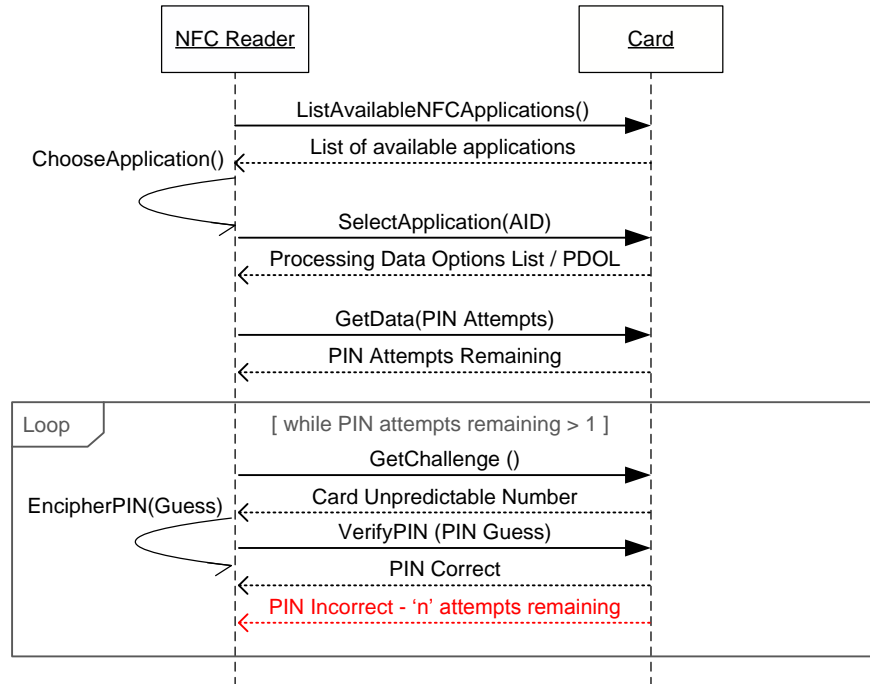 NFC Reader
Card
ListAvailableNFCApplications()
List of available applications
ChooseApplication()
SelectApplication(AID)
Processing Data Options List / PDOL
GetData(PIN Attempts)
PIN Attempts Remaining
Loop
[ while PIN attempts remaining > 1 ]
GetChallenge ()
Card Unpredictable Number
EncipherPIN(Guess)
VerifyPIN (PIN Guess)
PIN Correct
PIN Incorrect - ‘n’ attempts remaining